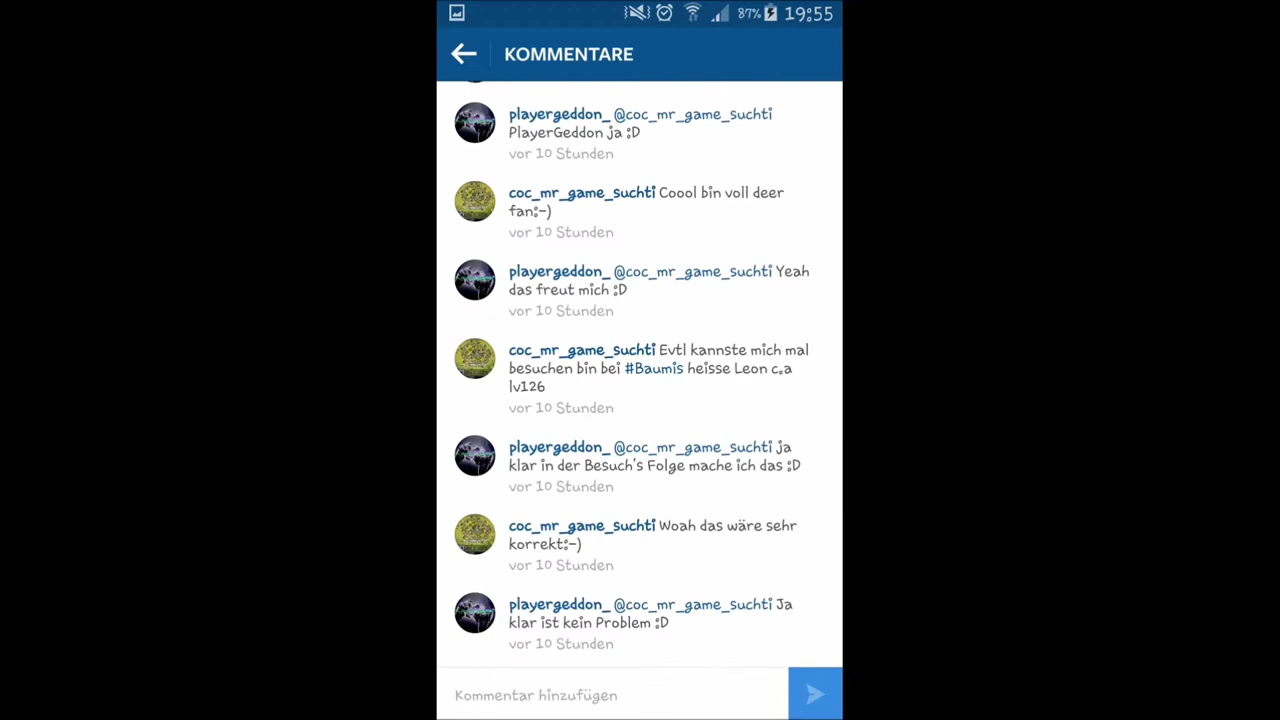 87% 19:55
KOMMENTARE
playergeddon_ @coc_mr_game_suchti
PlayerGeddon ja :D
vor 10 Stunden
coc_mr_game_suchti Coool bin voll deer
fan:-)
vor 10 Stunden
playergeddon_ @coc_mr_game_suchti Yeah
das freut mich :D
vor 10 Stunden
coc_mr_game_suchti Evtl kannste mich mal
besuchen bin bei #Baumis heisse Leon c.a
lv126
vor 10 Stunden
playergeddon_ @coc_mr_game_suchti ja
klar in der Besuch's Folge mache ich das :D
vor 10 Stunden
coc_mr_game_suchti Woah das wäre sehr
korrekt:-)
vor 10 Stunden
playergeddon_ @coc_mr_game_suchti Ja
klar ist kein Problem :D
vor 10 Stunden
Kommentar hinzufügen